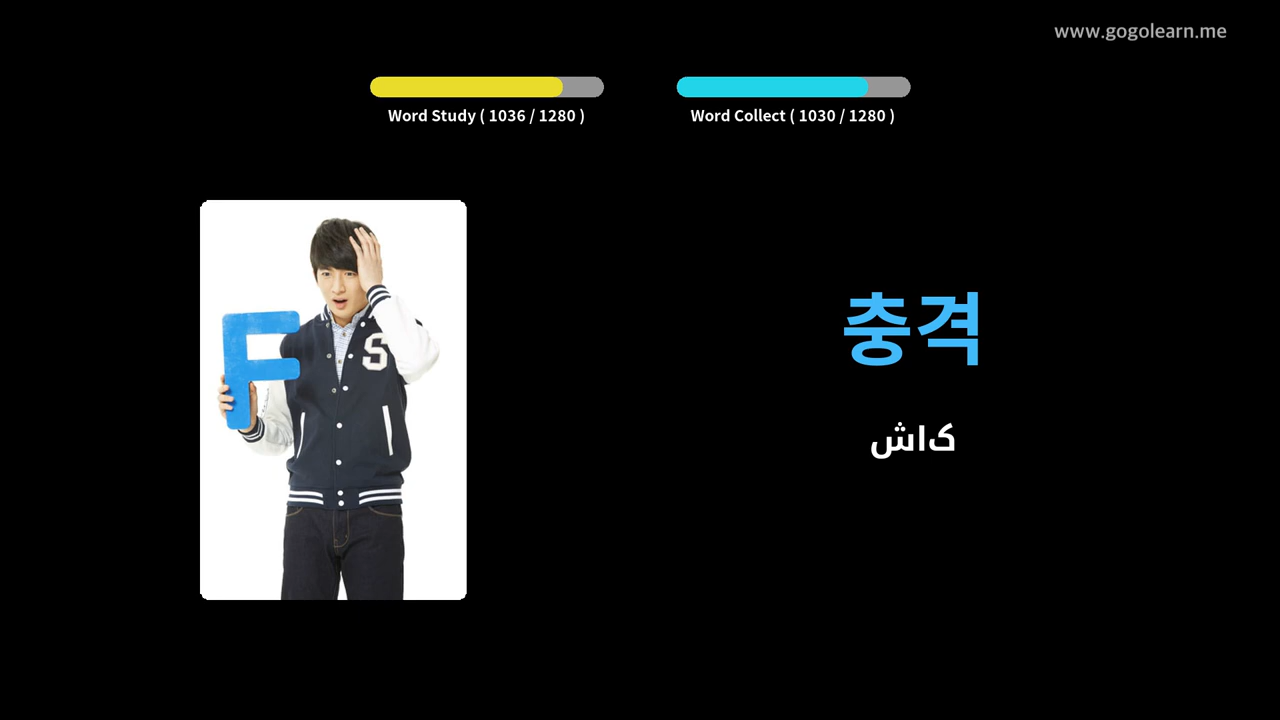 www.gogolearn.me
Word Study ( 1036 / 1280 )
Word Collect ( 1030 / 1280 )
F
S
충격
کاش